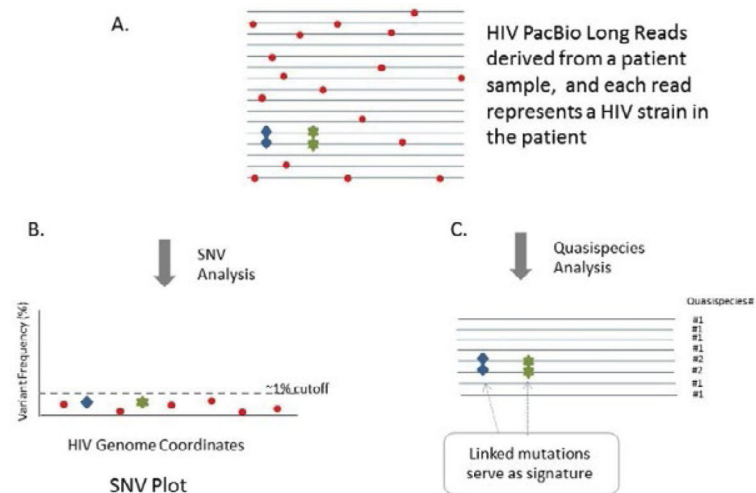 A.
HIV PacBio Long Reads
derived from a patient
sample, and each read
represents a HIV strain in
the patient
B.
SNV
Analysis
Variant Frequency (%)
~1% cutoff
HIV Genome Coordinates
SNV Plot
C.
Quasispecies
Analysis
Quasispecies#
#1
#1
#1
#1
#2
#2
#1
#1
Linked mutations
serve as signature